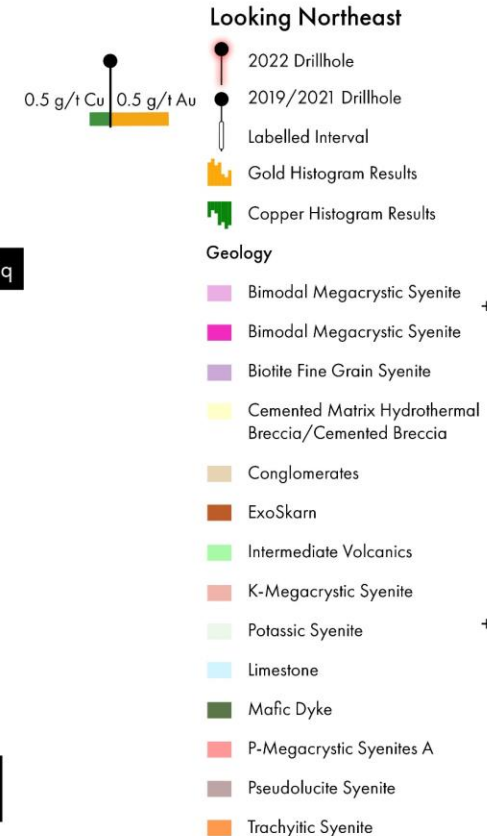 Looking Northeast
0.5 g/t Cu 0.5 g/t Au
2022 Drillhole
2019/2021 Drillhole
Labelled Interval
Gold Histogram Results
Copper Histogram Results
q
Geology
Bimodal Megacrystic Syenite
Bimodal Megacrystic Syenite
Biotite Fine Grain Syenite
Cemented Matrix Hydrothermal
Breccia/Cemented Breccia
Conglomerates
ExoSkarn
Intermediate Volcanics
K-Megacrystic Syenite
Potassic Syenite
Limestone
Mafic Dyke
P-Megacrystic Syenites A
Pseudolucite Syenite
Trachyitic Syenite